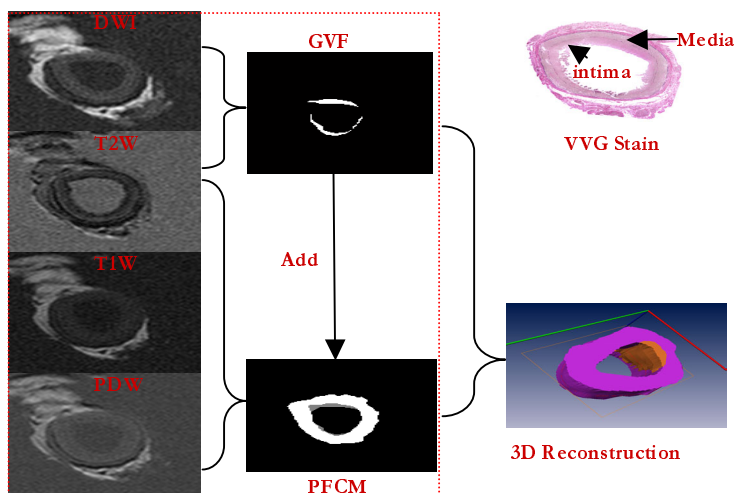 DWI
GVF
Media
intima
T2W
VVG Stain
T1W
Add
PDW
3D Reconstruction
PFCM